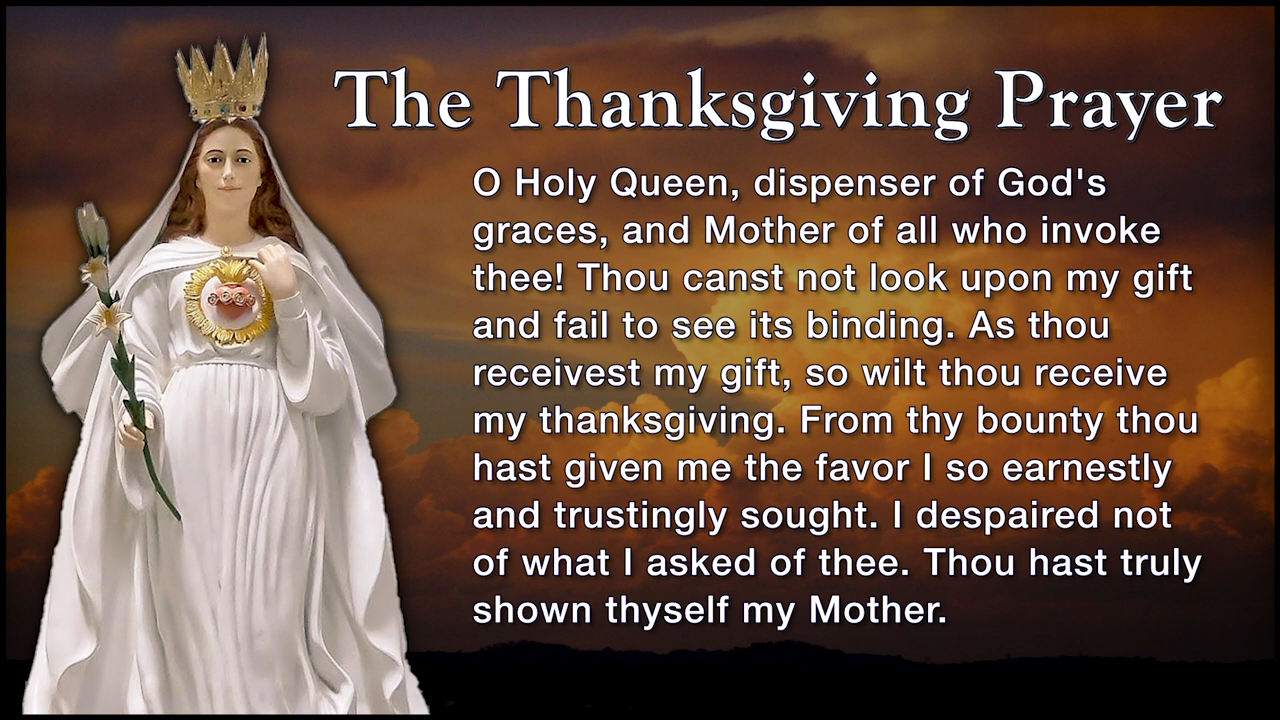 The Thanksgiving Prayer
O Holy Queen, dispenser of God's
graces, and Mother of all who invoke
thee! Thou canst not look upon my gift
and fail to see its binding. As thou
receivest my gift, so wilt thou receive
my thanksgiving. From thy bounty thou
hast given me the favor I so earnestly
and trustingly sought. I despaired not
of what I asked of thee. Thou hast truly
shown thyself my Mother.